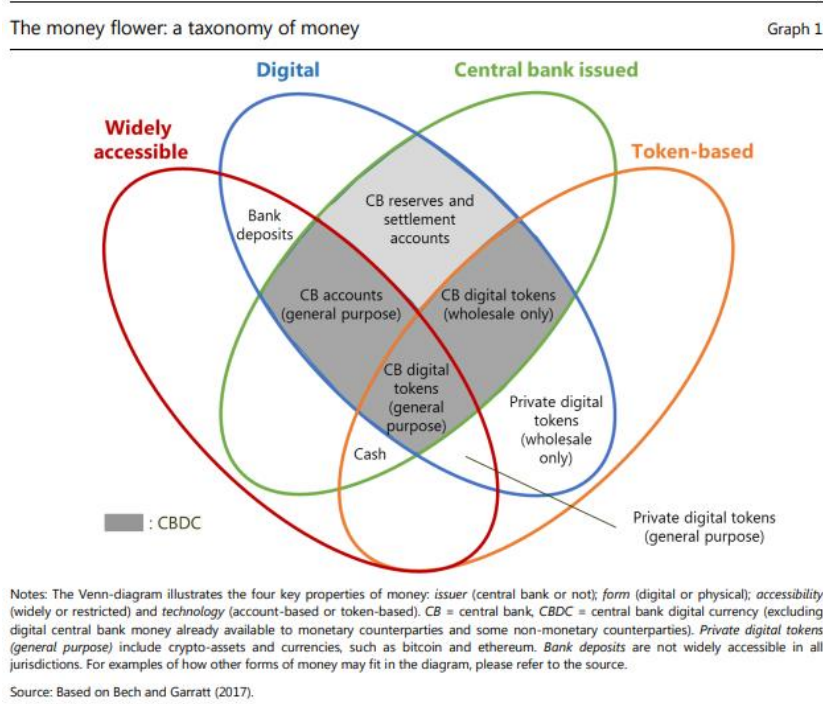 The money flower: a taxonomy of money
Graph 1
Digital
Central bank issued
Widely
accessible
Token-based
CB reserves and
settlement
accounts
Bank
deposits
CB accounts
(general purpose)
CB digital tokens
(wholesale only)
CB digital
tokens
(general
purpose)
Private digital
tokens
(wholesale
only)
Cash
Private digital tokens
(general purpose)
: CBDC
Notes: The Venn-diagram illustrates the four key properties of money: issuer (central bank or not); form (digital or physical); accessibility
(widely or restricted) and technology (account-based or token-based). CB = central bank, CBDC = central bank digital currency (excluding
digital central bank money already available to monetary counterparties and some non-monetary counterparties). Private digital tokens
(general purpose) include crypto-assets and currencies, such as bitcoin and ethereum. Bank deposits are not widely accessible in all
jurisdictions. For examples of how other forms of money may fit in the diagram, please refer to the source.
Source: Based on Bech and Garratt (2017).